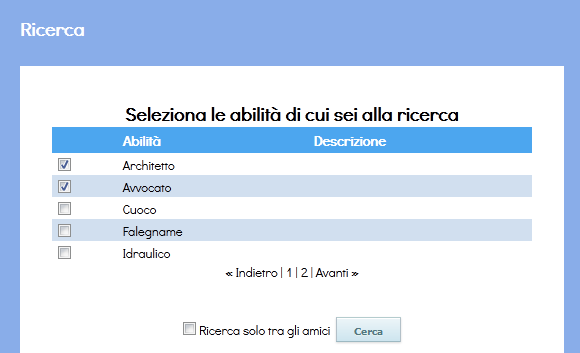 Ricerca
Seleziona le abilità di cui sei alla ricerca
Abilità Descrizione
Architetto
Avvocato
Cuoco
Falegname
Idraulico
« Indietro | 1 | 2 | Avanti »
Ricerca solo tra gli amici Cerca